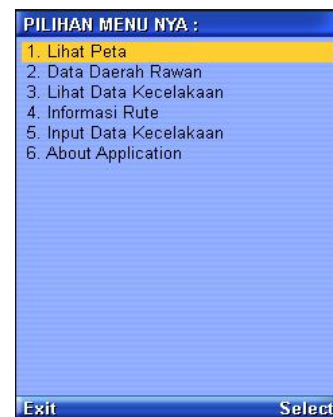 PILIHAN MENU NYA :
1. Lihat Peta
2. Data Daerah Rawan
3. Lihat Data Kecelakaan
4. Informasi Rute
5. Input Data Kecelakaan
6. About Application
Exit Select